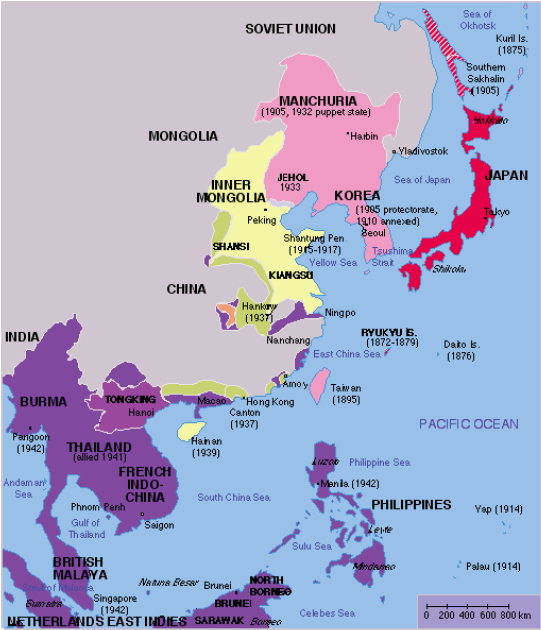 SOVIET UNION
Sea of
Okhotsk
Kuril Is.
(1875)
Southern
Sakhalin
(1905)
MANCHURIA
(1905, 1932 puppet state)
Hokkaido
Harbin
MONGOLIA
Vladivostok
JEHOL
1933
Sea of Japan
JAPAN
INNER
MONGOLIA
KOREA
(1905 protectorate,
1910 annexed)
Tokyo
Peking
Seoul
SHANSI
Shantung Pen.
(1915-1917)
Tsushima
Strait
Yellow Sea
Shikoku
KIANGSU
CHINA
Hankow
(1937)
Ningpo
RYUKYU IS.
(1872-1879)
Nanchang
Daito Is.
(1876)
INDIA
East China Sea
Amoy
Taiwan
(1895)
BURMA
TONGKING
Macao
Hong Kong
Hanoi
Canton
(1937)
PACIFIC OCEAN
Rangoon
(1942)
THAILAND
(allied 1941)
Hainan
(1939)
Luzon
Philippine Sea
FRENCH
INDO-
CHINA
Andaman
Sea
Manila (1942)
South China Sea
Phnom Penh
PHILIPPINES
Yap (1914)
Gulf of
Thailand
Saigon
Leyte
Sulu Sea
BRITISH
MALAYA
Mindanao
Palau (1914)
Strait of Malacca
Natuna Besar
Brunei
NORTH
BORNEO
Sumatra
Singapore
(1942)
BRUNEI
Celebes Sea
NETHERLANDS EAST INDIES
SARAWAK
Borneo
0 200 400 600 800 km